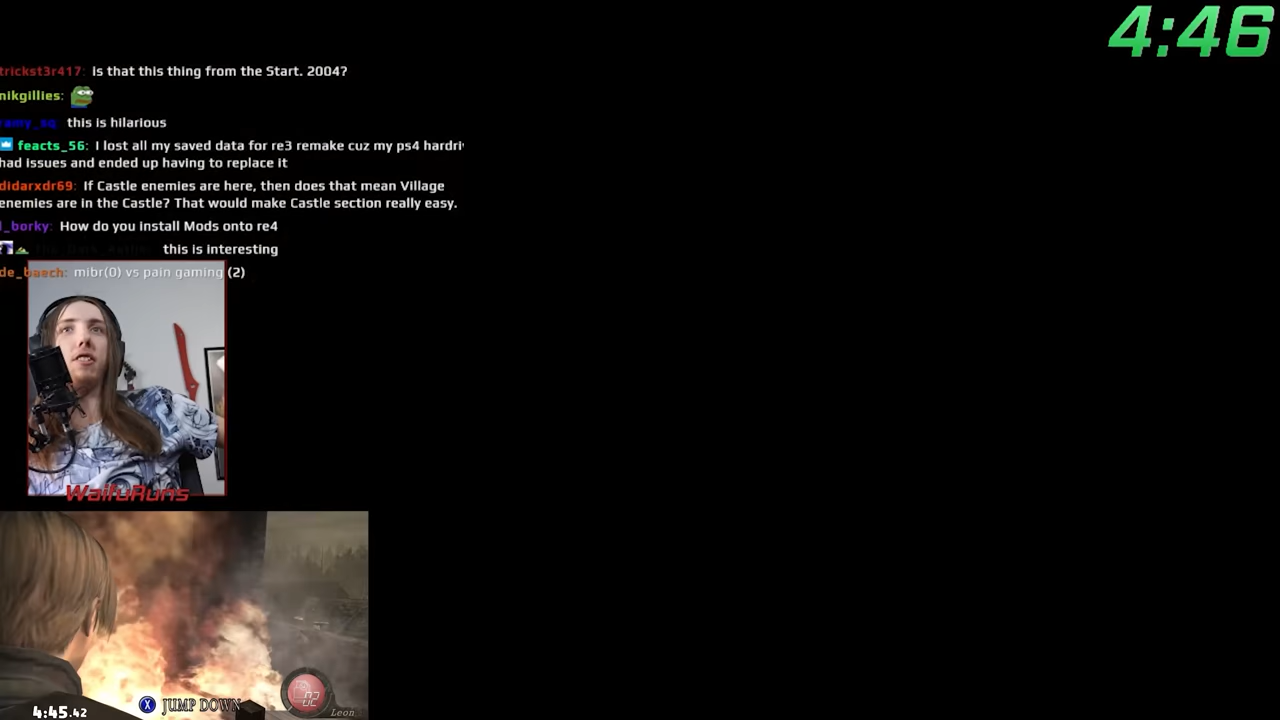 4:46
trickst3r417: is that this thing from the Start. 2004?
nikgillies:
this is hilarious
feacts_56: I lost all my saved data for re3 remake cuz my ps4 hardri
had issues and ended up having to replace it
didarxdr69: If Castle enemies are here, then does that mean Village
enemies are in the Castle? That would make Castle section really easy.
l_borky: How do you install Mods onto re4
this is interesting
de_baech: mibr(0) vs pain gaming (2)
WaifuRuns
X JUMP DOWN
Leon
4:45.42